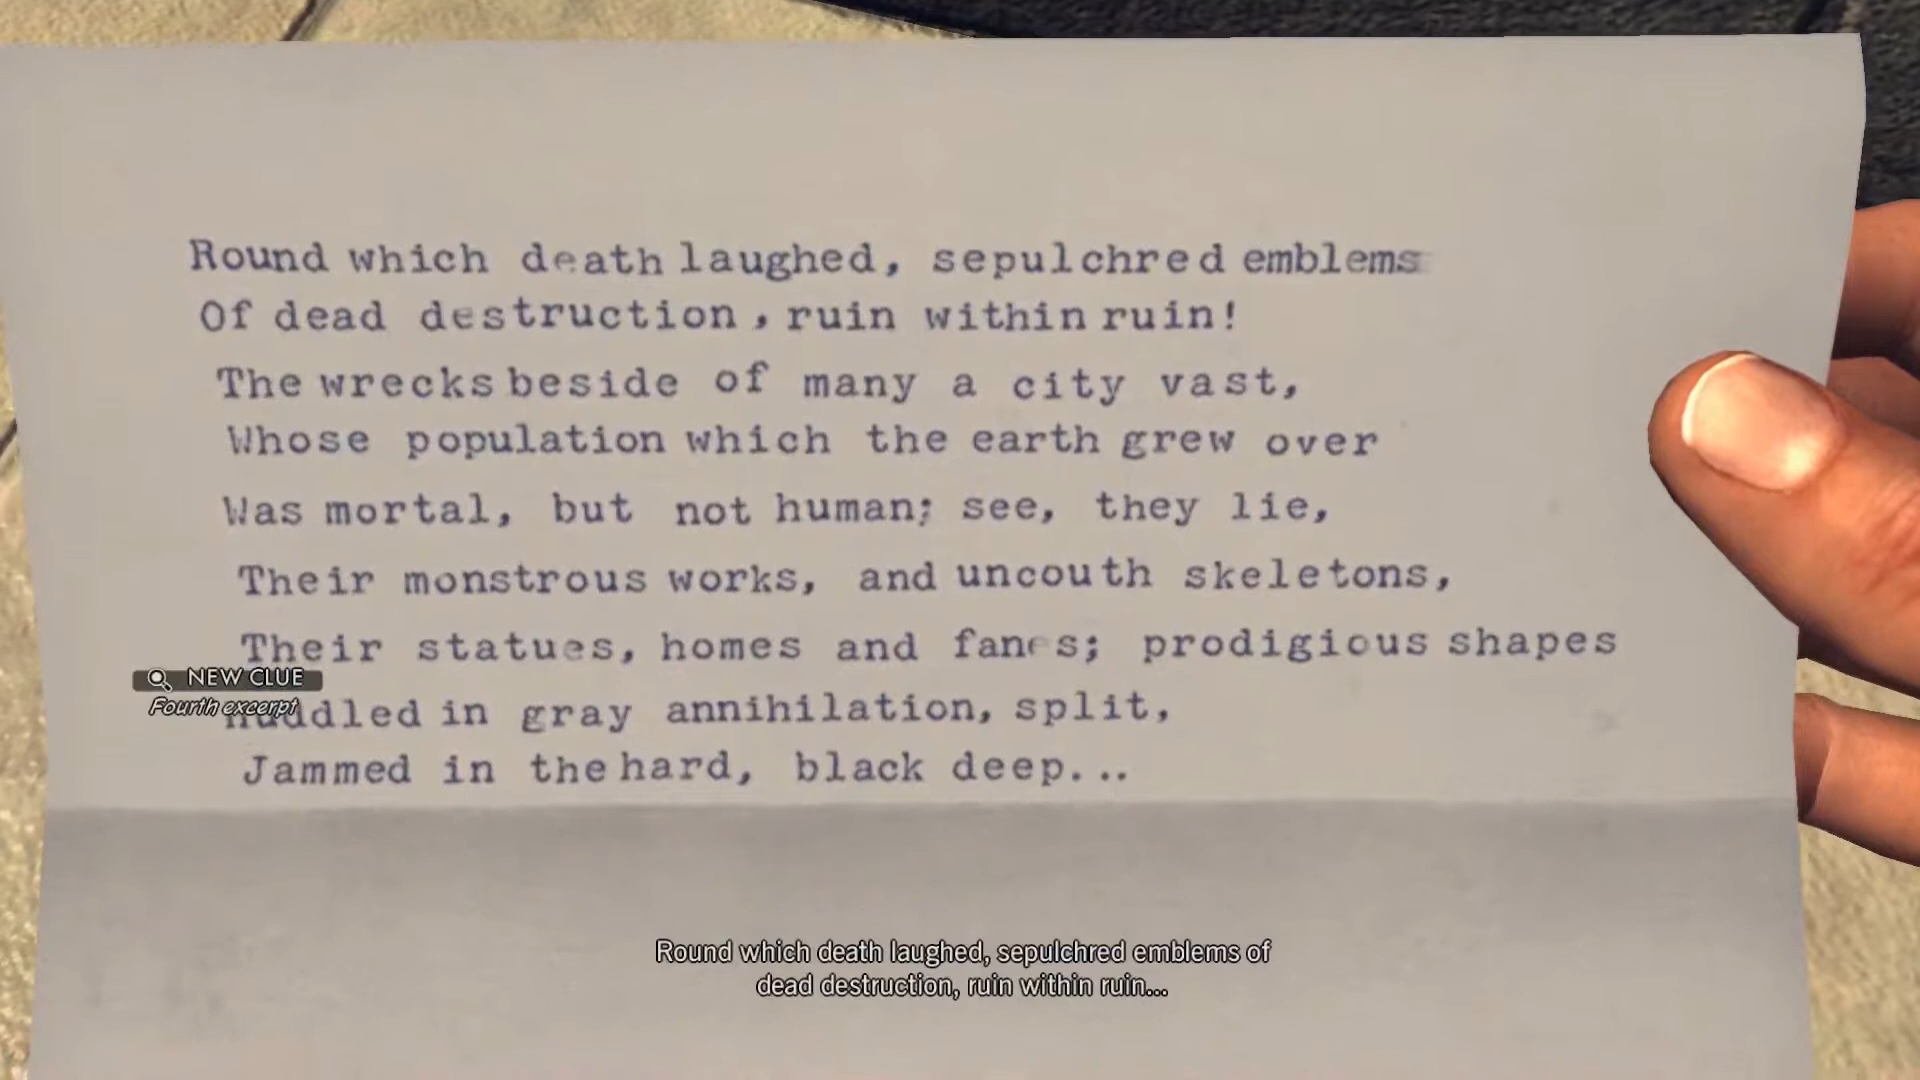 Round which death laughed, sepulchred emblems
Of dead destruction, ruin within ruin!
The wrecks beside of many a city vast,
Whose population which the earth grew over
Was mortal, but not human; see, they lie,
Their monstrous works, and uncouth skeletons,
Their statues, homes and fanes; prodigious shapes
NEW CLUE
Fourth excerpt
Huddled in gray annihilation, split,
Jammed in the hard, black deep...
Round which death laughed, sepulchred emblems of
dead destruction, ruin within ruin...